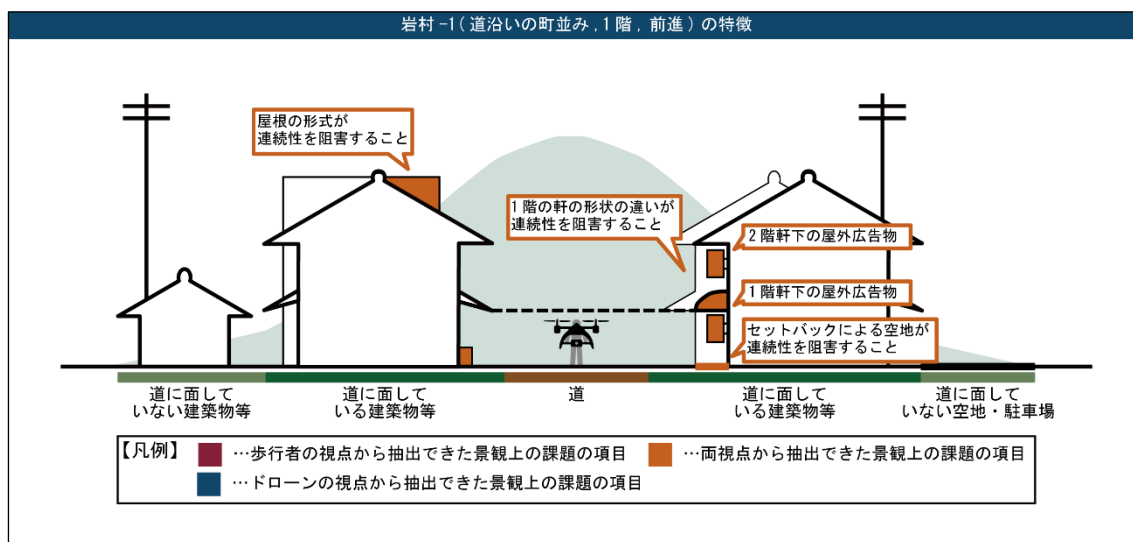 岩村-1(道沿いの町並み,1階,前進)の特徴
屋根の形式が
連続性を阻害すること
1階の軒の形状の違いが
連続性を阻害すること
2階軒下の屋外広告物
1階軒下の屋外広告物
セットバックによる空地が
連続性を阻害すること
道に面して
いない建築物等
道に面して
いる建築物等
道
道に面して
いる建築物等
道に面して
いない空地・駐車場
【凡例】
…歩行者の視点から抽出できた景観上の課題の項目
…両視点から抽出できた景観上の課題の項目
…ドローンの視点から抽出できた景観上の課題の項目